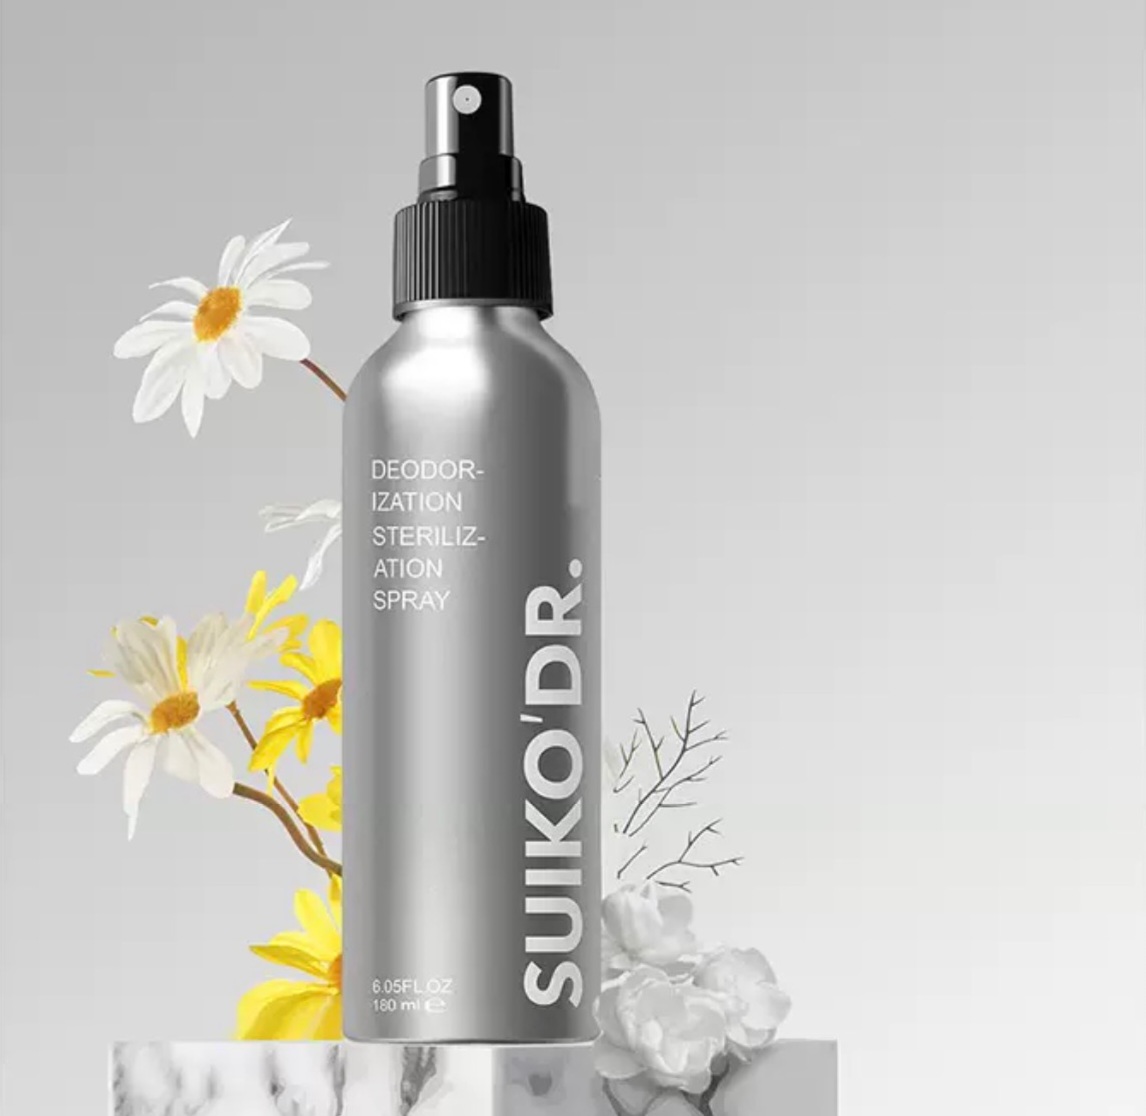 DEODOR-
IZATION
STERILIZ-
ATION
SPRAY
SUIKO'DR.
6.05FL.OZ
180 ml ℮